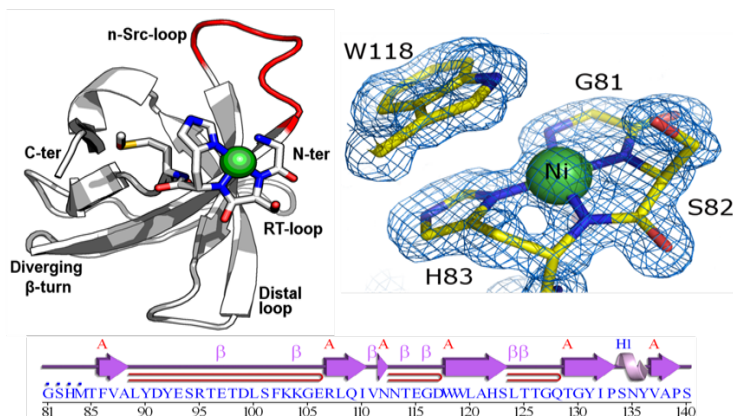 n-Src-loop
C-ter
N-ter
RT-loop
Diverging
β-turn
Distal
loop
W118
G81
Ni
S82
H83
A β β A β A β β A β β A H1 A
GSHMTFVALYDYESRTETDLSFKKGERLQIVNNTEGDWWLAHSLTTGQTGYIPSNYVAPS
81 85 90 95 100 105 110 115 120 125 130 135 140